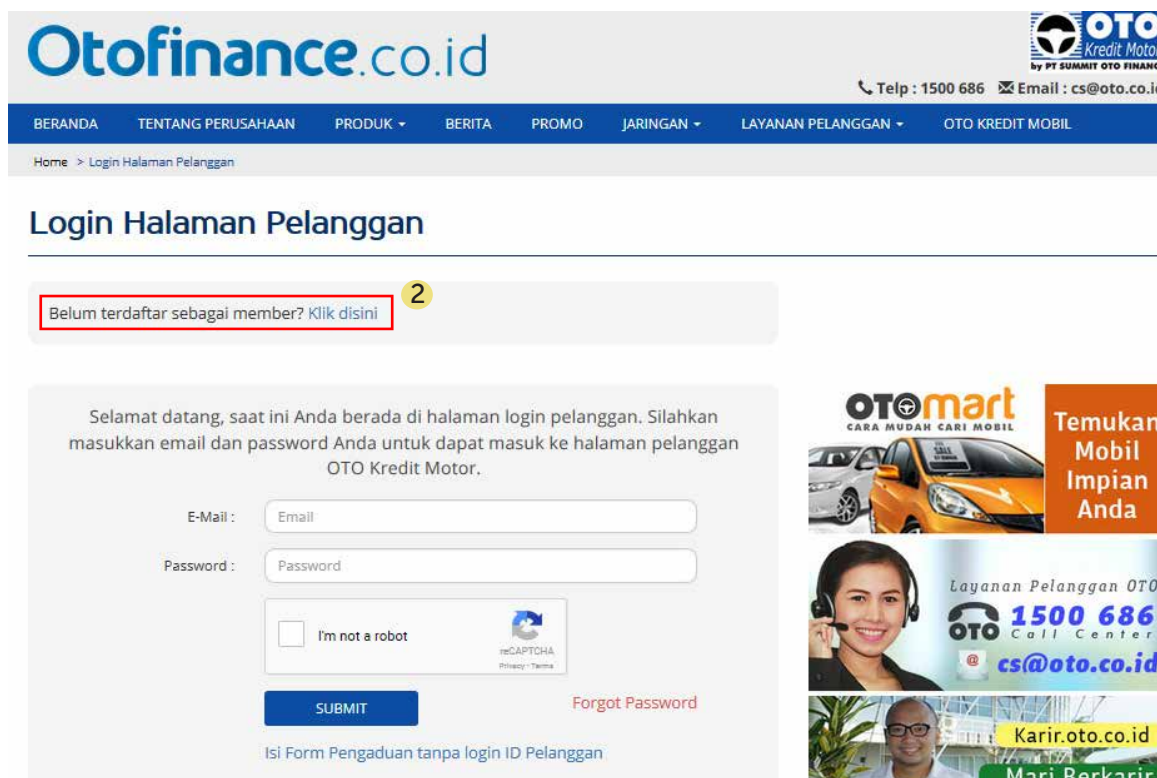 Otofinance.co.id
OTO
Kredit Motor
by PT SUMMIT OTO FINANC
Telp : 1500 686 Email : cs@oto.co.id
BERANDA TENTANG PERUSAHAAN PRODUK BERITA PROMO JARINGAN LAYANAN PELANGGAN OTO KREDIT MOBIL
Home > Login Halaman Pelanggan
Login Halaman Pelanggan
2
Belum terdaftar sebagai member? Klik disini
Selamat datang, saat ini Anda berada di halaman login pelanggan. Silahkan
masukkan email dan password Anda untuk dapat masuk ke halaman pelanggan
OTO Kredit Motor.
E-Mail : Email
Password : Password
I'm not a robot
reCAPTCHA
Privacy - Terms
SUBMIT
Forgot Password
Isi Form Pengaduan tanpa login ID Pelanggan
OTOmart
CARA MUDAH CARI MOBIL
SALE
Temukan
Mobil
Impian
Anda
Layanan Pelanggan OTO
OTO
1500 686
Call Center
@ cs@oto.co.id
Karir.oto.co.id
Mari Berkarir